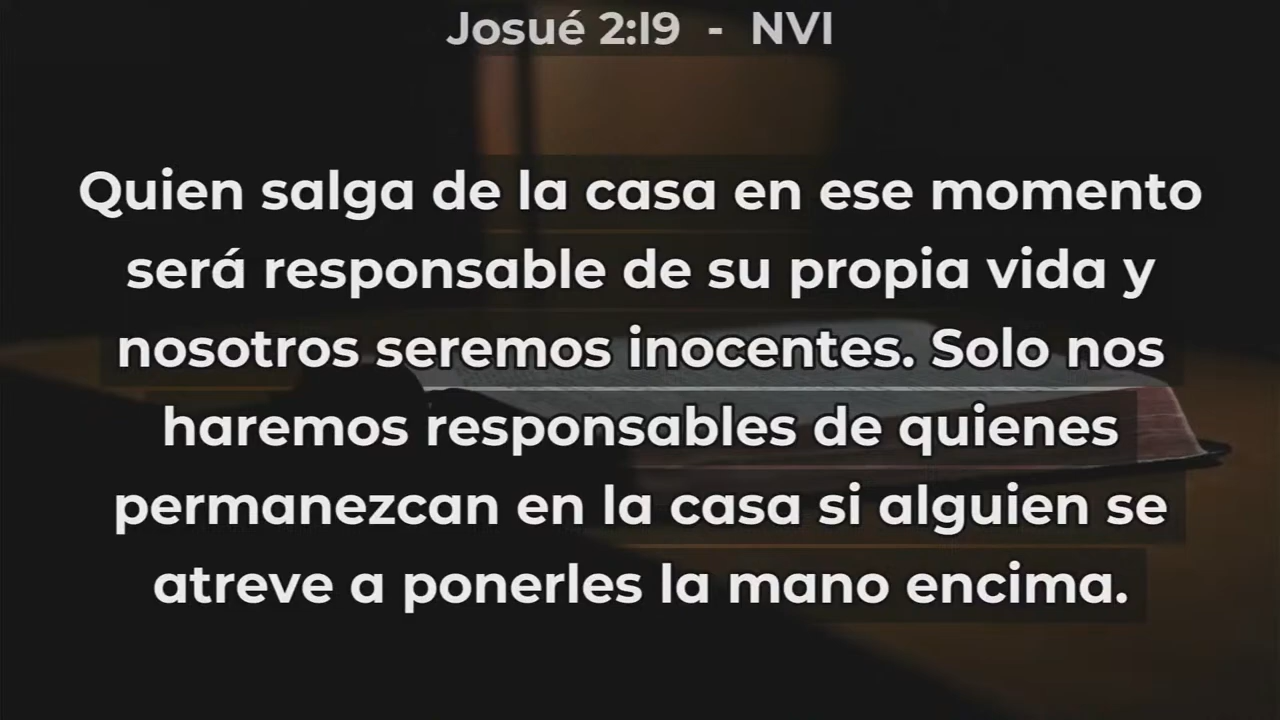 Josué 2:19 - NVI
Quien salga de la casa en ese momento
será responsable de su propia vida y
nosotros seremos inocentes. Solo nos
haremos responsables de quienes
permanezcan en la casa si alguien se
atreve a ponerles la mano encima.